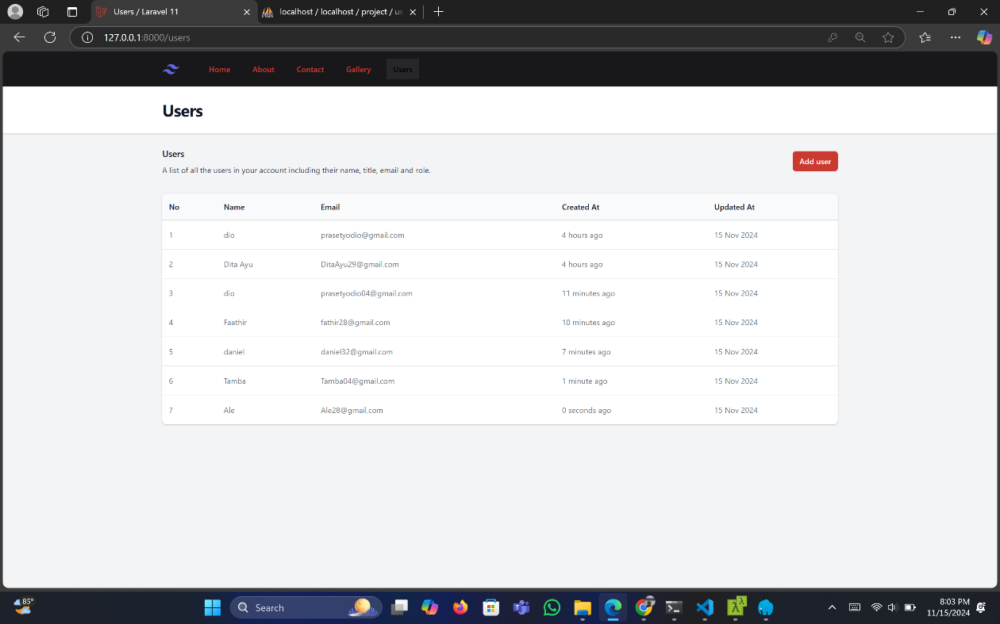 Users / Laravel 11
localhost / localhost / project / us
127.0.0.1:8000/users
Home About Contact Gallery Users
Users
Users
A list of all the users in your account including their name, title, email and role.
Add user
No Name Email Created At Updated At
1 dio prasetyodio@gmail.com 4 hours ago 15 Nov 2024
2 Dita Ayu DitaAyu29@gmail.com 4 hours ago 15 Nov 2024
3 dio prasetyodio04@gmail.com 11 minutes ago 15 Nov 2024
4 Faathir fathir28@gmail.com 10 minutes ago 15 Nov 2024
5 daniel daniel32@gmail.com 7 minutes ago 15 Nov 2024
6 Tamba Tamba04@gmail.com 1 minute ago 15 Nov 2024
7 Ale Ale28@gmail.com 0 seconds ago 15 Nov 2024
85°
Search
8:03 PM
11/15/2024